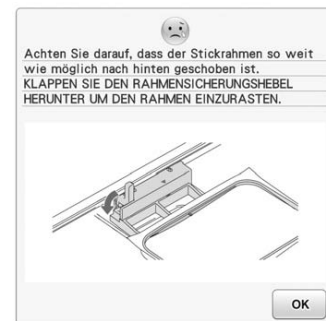 Achten Sie darauf, dass der Stickrahmen so weit
wie möglich nach hinten geschoben ist.
KLAPPEN SIE DEN RAHMENSICHERUNGSHEBEL
HERUNTER UM DEN RAHMEN EINZURASTEN.
OK